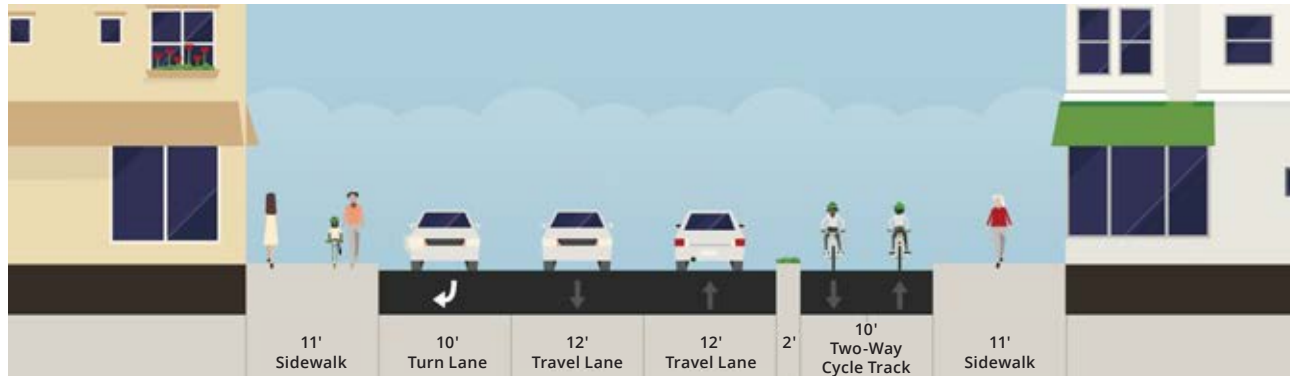 11'
Sidewalk
10'
Turn Lane
12'
Travel Lane
12'
Travel Lane
2'
10'
Two-Way
Cycle Track
11'
Sidewalk